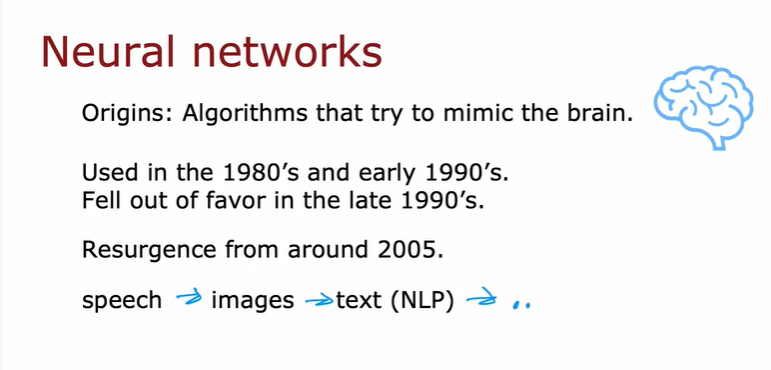 Neural networks
Origins: Algorithms that try to mimic the brain.
Used in the 1980's and early 1990's.
Fell out of favor in the late 1990's.
Resurgence from around 2005.
speech → images → text (NLP) → ..